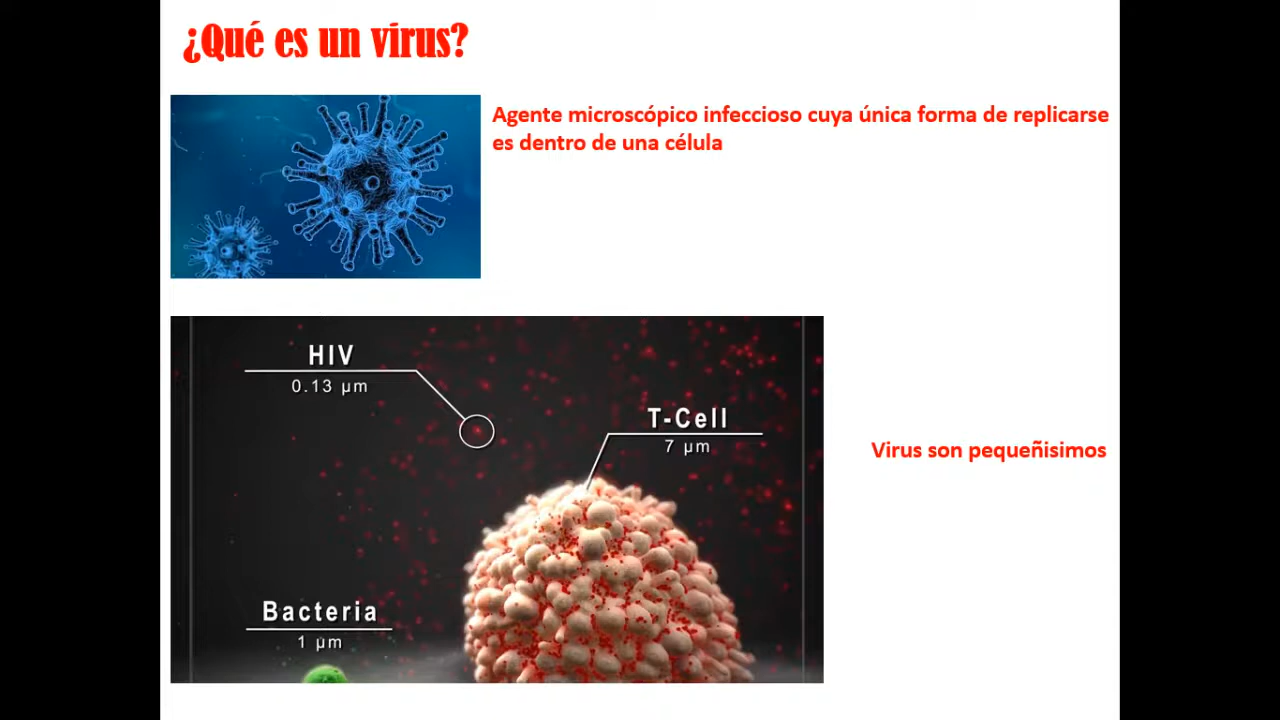 ¿Qué es un virus?
Agente microscópico infeccioso cuya única forma de replicarse
es dentro de una célula
HIV
0.13 µm
T-Cell
7 µm
Virus son pequeñisimos
Bacteria
1 µm